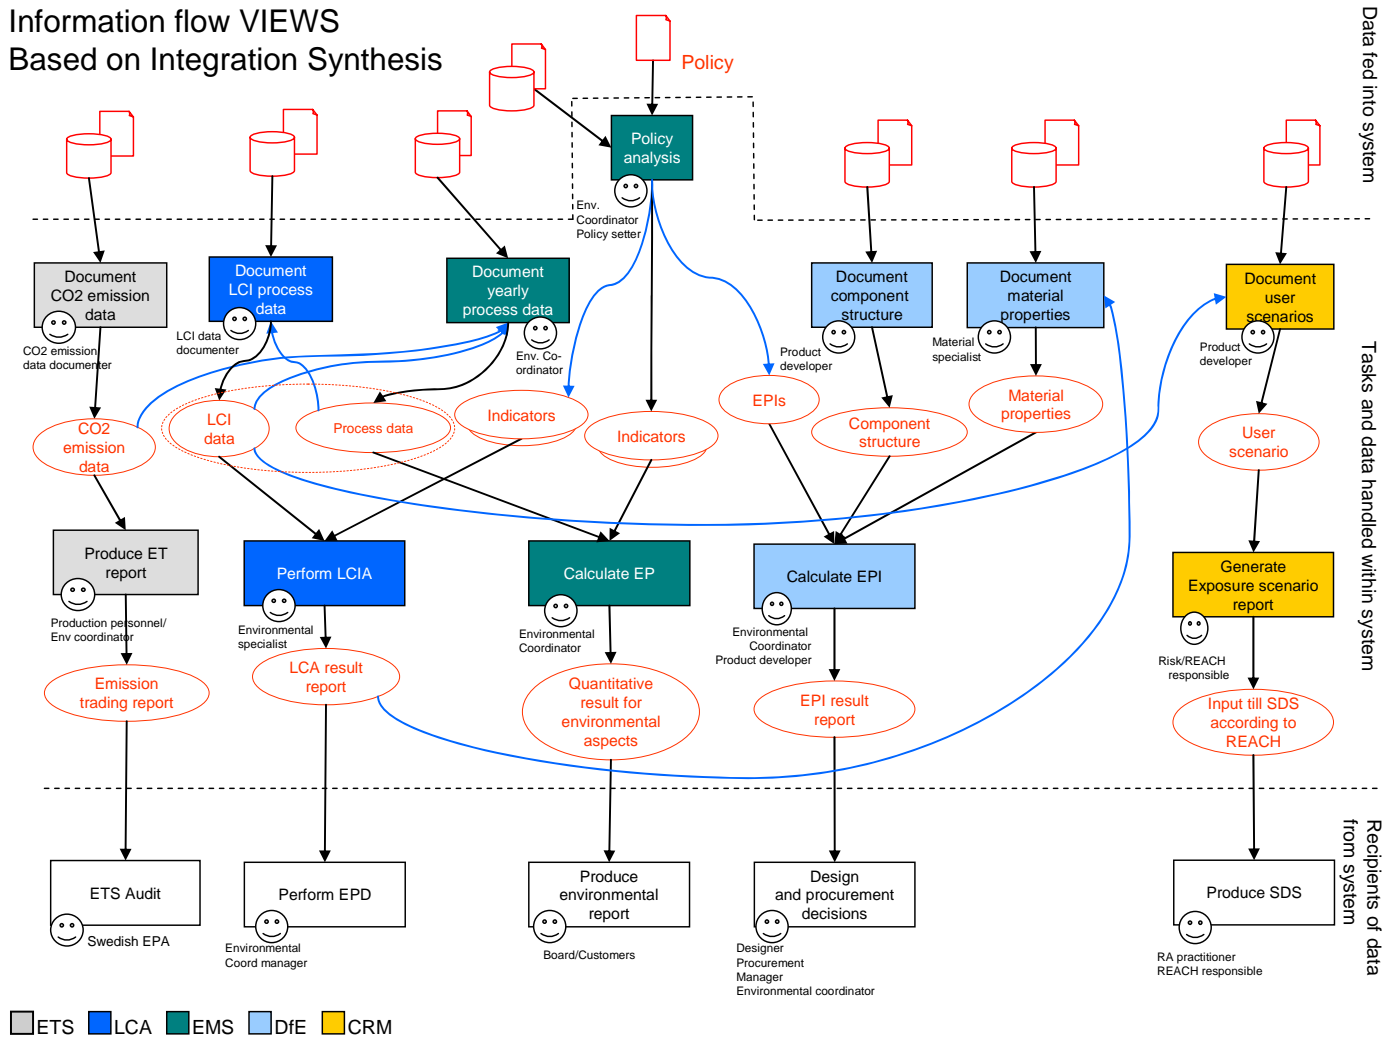 Information flow VIEWS
Based on Integration Synthesis
Policy
Data fed into system
Policy
analysis
Env.
Coordinator
Policy setter
Document
CO2 emission
data
CO2 emission
data documenter
Document
LCI process
data
LCI data
documenter
Document
yearly
process data
Env. Co-
ordinator
Document
component
structure
Product
developer
Document
material
properties
Material
specialist
Document
user
scenarios
Product
developer
Tasks and data handled within system
CO2
emission
data
LCI
data
Process data
Indicators
Indicators
EPIs
Component
structure
Material
properties
User
scenario
Produce ET
report
Production personnel/
Env coordinator
Perform LCIA
Environmental
specialist
Calculate EP
Environmental
Coordinator
Calculate EPI
Environmental
Coordinator
Product developer
Generate
Exposure scenario
report
Risk/REACH
responsible
Emission
trading report
LCA result
report
Quantitative
result for
environmental
aspects
EPI result
report
Input till SDS
according to
REACH
Recipients of data
from system
ETS Audit
Swedish EPA
Perform EPD
Environmental
Coord manager
Produce
environmental
report
Board/Customers
Design
and procurement
decisions
Designer
Procurement
Manager
Environmental coordinator
Produce SDS
RA practitioner
REACH responsible
ETS
LCA
EMS
DfE
CRM